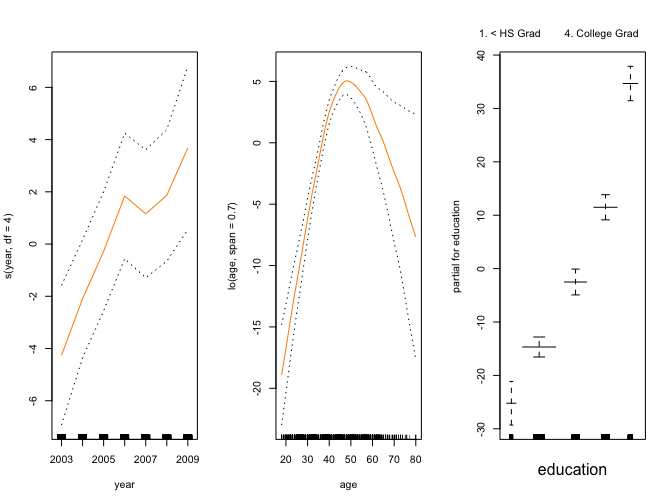 1. < HS Grad 4. College Grad
s(year, df = 4)
6
4
2
0
-2
-4
-6
2003 2005 2007 2009
year
lo(age, span = 0.7)
5
0
-5
-10
-15
-20
20 30 40 50 60 70 80
age
partial for education
40
30
20
10
0
-10
-20
-30
education